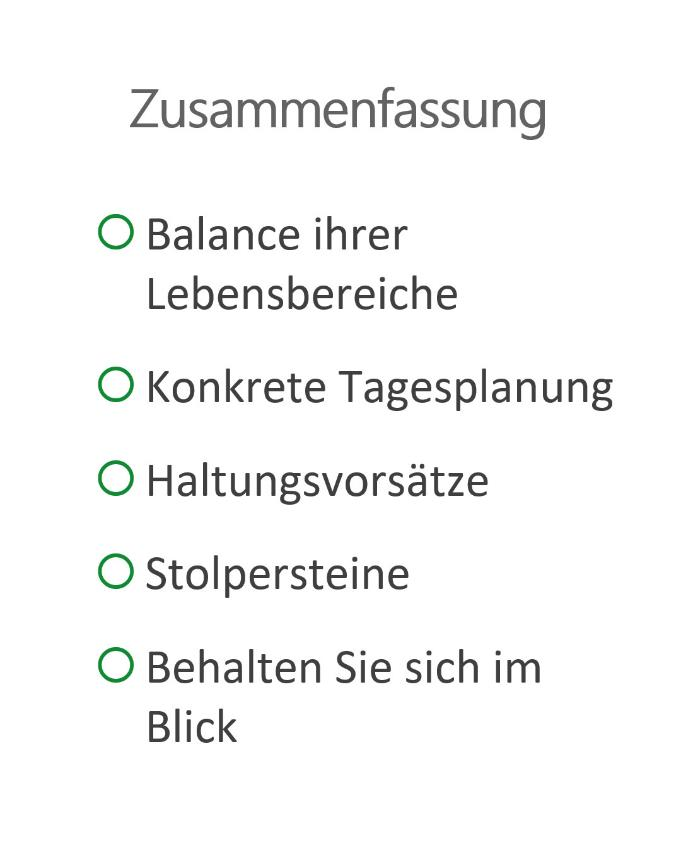 Zusammenfassung
Balance ihrer
Lebensbereiche
Konkrete Tagesplanung
Haltungsvorsätze
Stolpersteine
Behalten Sie sich im
Blick